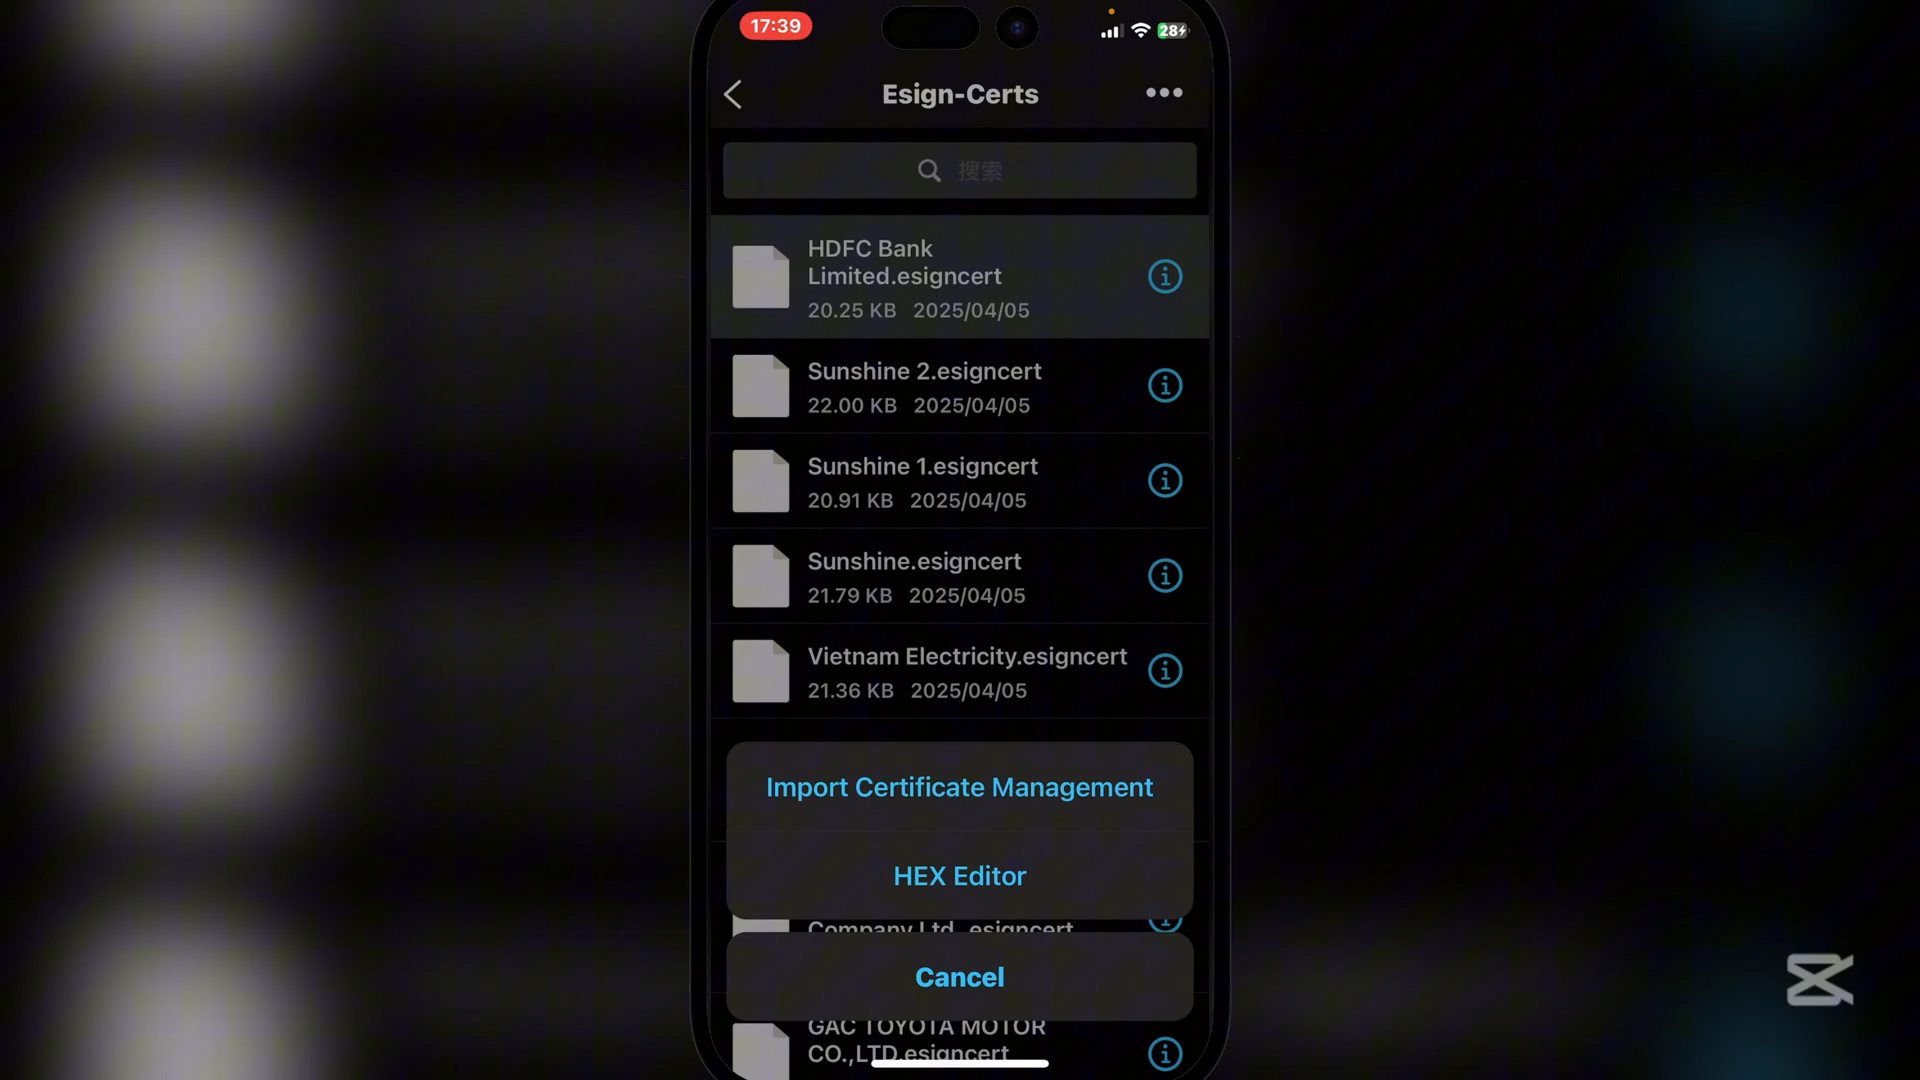 17:39
28
Esign-Certs
搜索
HDFC Bank
Limited.esigncert
20.25 KB 2025/04/05
Sunshine 2.esigncert
22.00 KB 2025/04/05
Sunshine 1.esigncert
20.91 KB 2025/04/05
Sunshine.esigncert
21.79 KB 2025/04/05
Vietnam Electricity.esigncert
21.36 KB 2025/04/05
Import Certificate Management
HEX Editor
Company Ltd .esigncert
Cancel
GAC TOYOTA MOTOR
CO.,LTD.esigncert